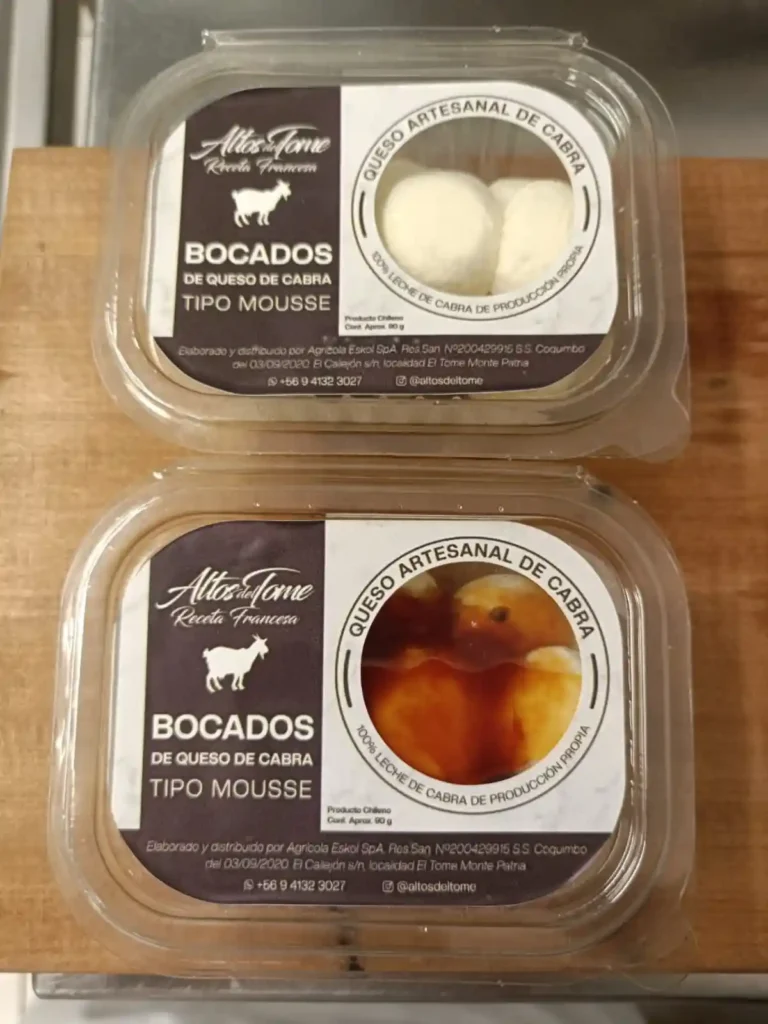 Altos del Tome
Receta Francesa
BOCADOS
DE QUESO DE CABRA
TIPO MOUSSE
QUESO ARTESANAL DE CABRA
100% LECHE DE CABRA DE PRODUCCIÓN PROPIA
Producto Chileno
Cont. Aprox. 90 g
Elaborado y distribuido por Agrícola Eskol SpA. Res.San. Nº200429915 S.S. Coquimbo
del 03/09/2020. El Callejón s/n, localidad El Tome Monte Patria
+56 9 4132 3027 @altosdeltome
Altos del Tome
Receta Francesa
BOCADOS
DE QUESO DE CABRA
TIPO MOUSSE
QUESO ARTESANAL DE CABRA
100% LECHE DE CABRA DE PRODUCCIÓN PROPIA
Producto Chileno
Cont. Aprox. 90 g
Elaborado y distribuido por Agrícola Eskol SpA. Res.San. Nº200429915 S.S. Coquimbo
del 03/09/2020. El Callejón s/n, localidad El Tome Monte Patria
+56 9 4132 3027 @altosdeltome